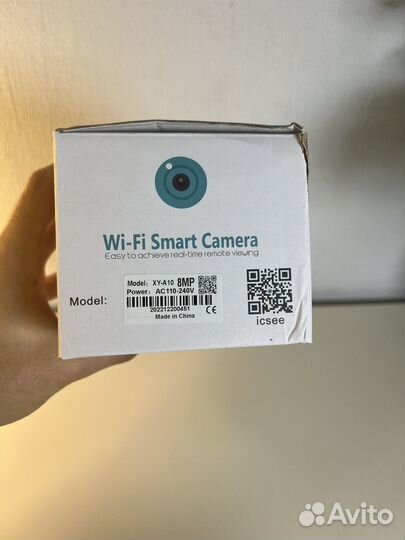 Wi-Fi Smart Camera
Easy to achieve real-time remote viewing
Model: XY-A10 8MP
Power: AC110-240V
202212200451
Made in China
CE
Model:
icsee
Avito